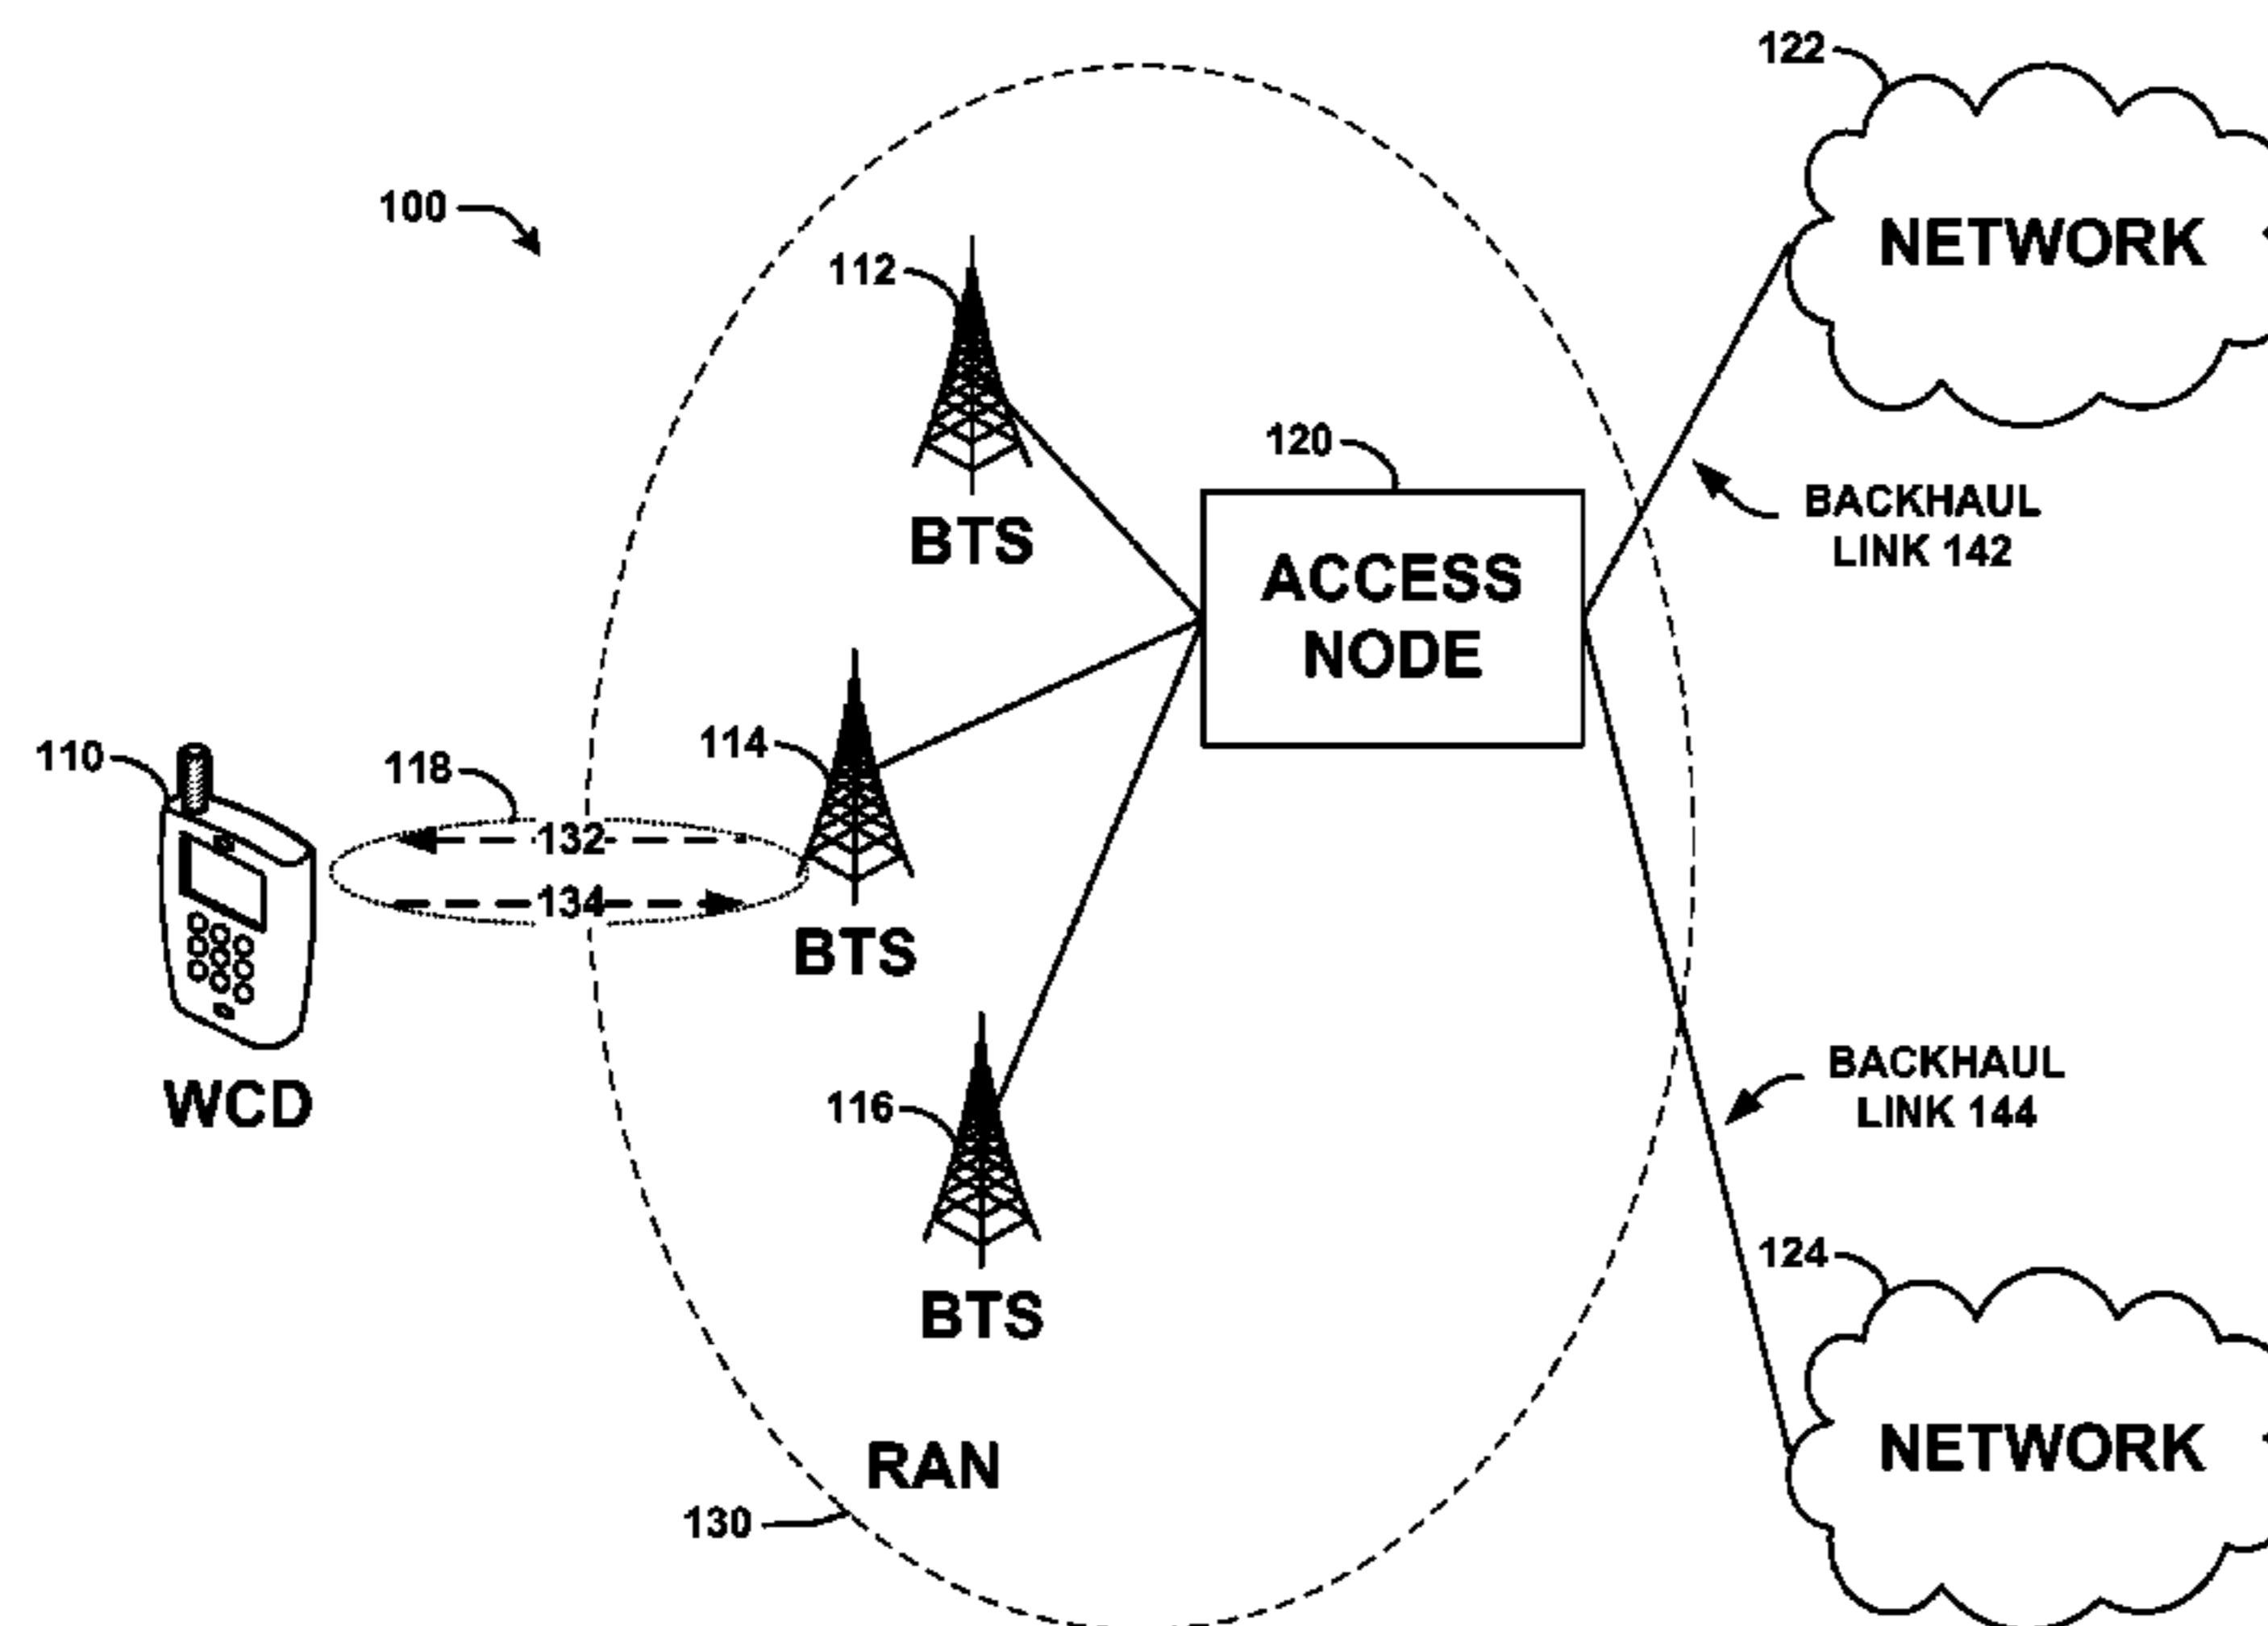 122
100
NETWORK
112
120
BACKHAUL
LINK 142
BTS
ACCESS
NODE
110
118
114
132
134
BTS
WCD
116
BACKHAUL
LINK 144
124
BTS
NETWORK
RAN
130